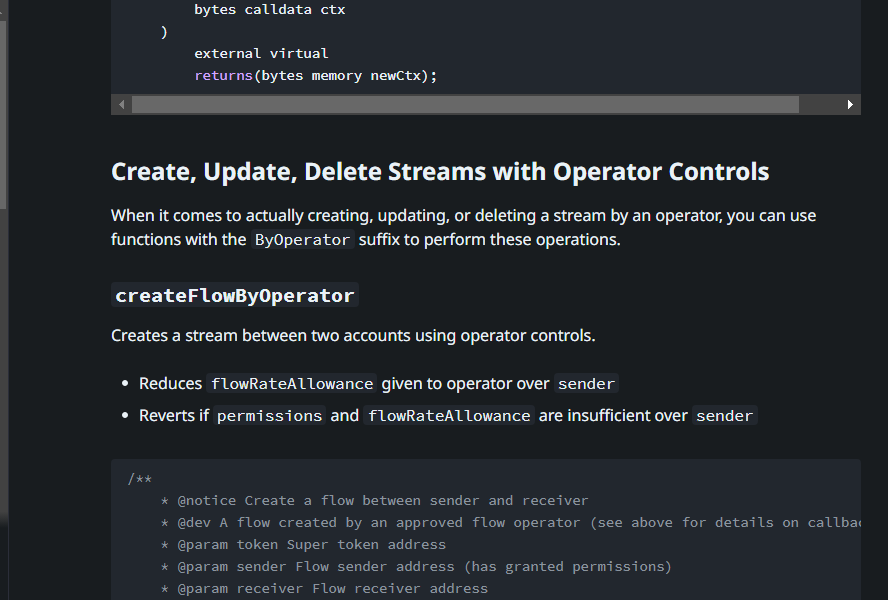 bytes calldata ctx
)
external virtual
returns(bytes memory newCtx);
Create, Update, Delete Streams with Operator Controls
When it comes to actually creating, updating, or deleting a stream by an operator, you can use
functions with the ByOperator suffix to perform these operations.
createFlowByOperator
Creates a stream between two accounts using operator controls.
• Reduces flowRateAllowance given to operator over sender
• Reverts if permissions and flowRateAllowance are insufficient over sender
/**
* @notice Create a flow between sender and receiver
* @dev A flow created by an approved flow operator (see above for details on
* @param token Super token address
* @param sender Flow sender address (has granted permissions)
* @param receiver Flow receiver address